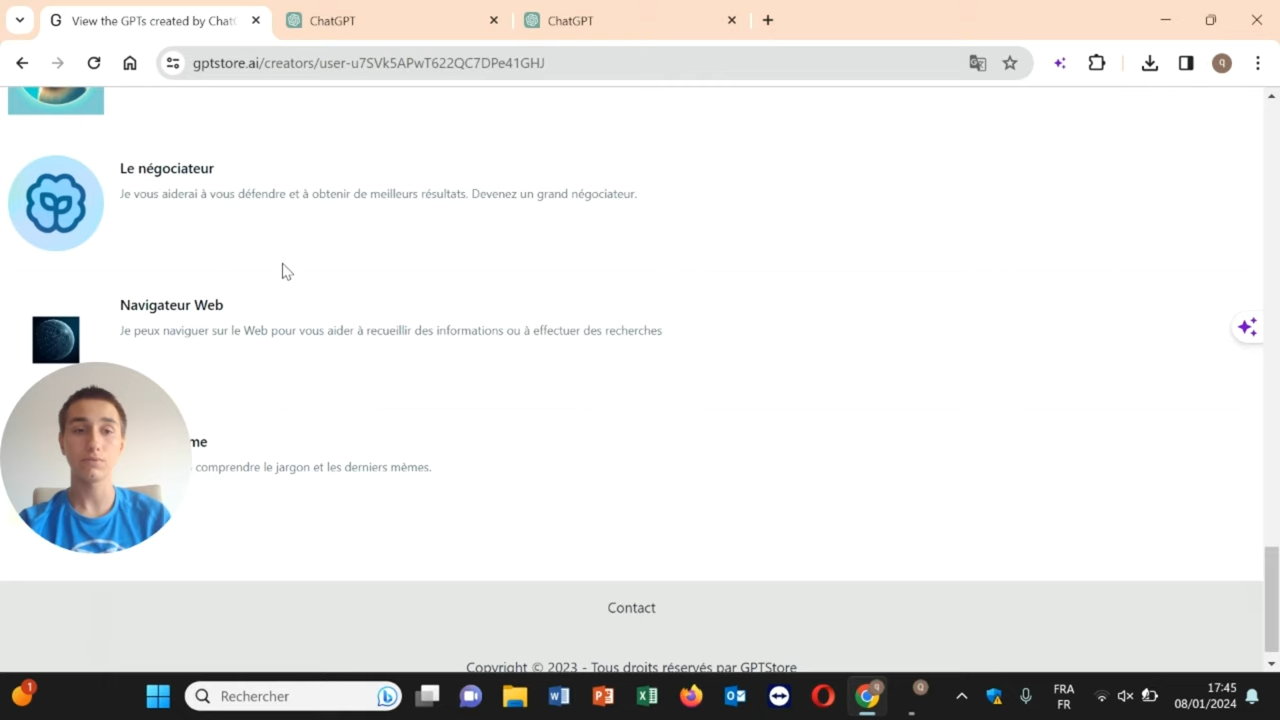 View the GPTs created by Chat
ChatGPT
ChatGPT
gptstore.ai/creators/user-u7SVk5APwT622QC7DPe41GHJ
q
Le négociateur
Je vous aiderai à vous défendre et à obtenir de meilleurs résultats. Devenez un grand négociateur.
Navigateur Web
Je peux naviguer sur le Web pour vous aider à recueillir des informations ou à effectuer des recherches
me
comprendre le jargon et les derniers mèmes.
Contact
Copyright © 2023 - Tous droits réservés par GPTStore
1
Rechercher
FRA
FR
17:45
08/01/2024